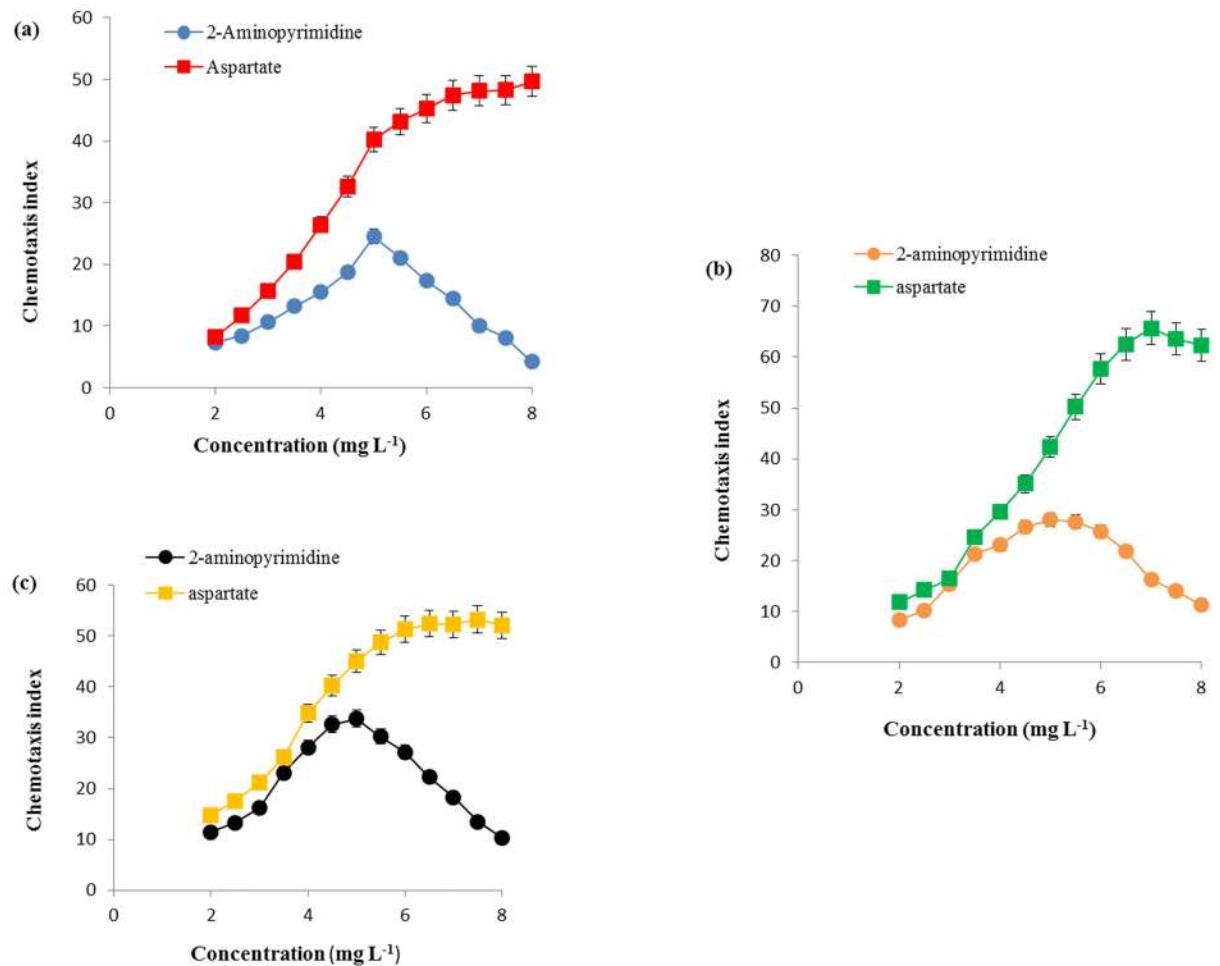 (a)
2-Aminopyrimidine
Aspartate
60
50
40
30
20
10
0
Chemotaxis index
0 2 4 6 8
Concentration (mg L⁻¹)
(b)
2-aminopyrimidine
aspartate
80
70
60
50
40
30
20
10
0
Chemotaxis index
0 2 4 6 8
Concentration (mg L⁻¹)
(c)
2-aminopyrimidine
aspartate
60
50
40
30
20
10
0
Chemotaxis index
0 2 4 6 8
Concentration (mg L⁻¹)